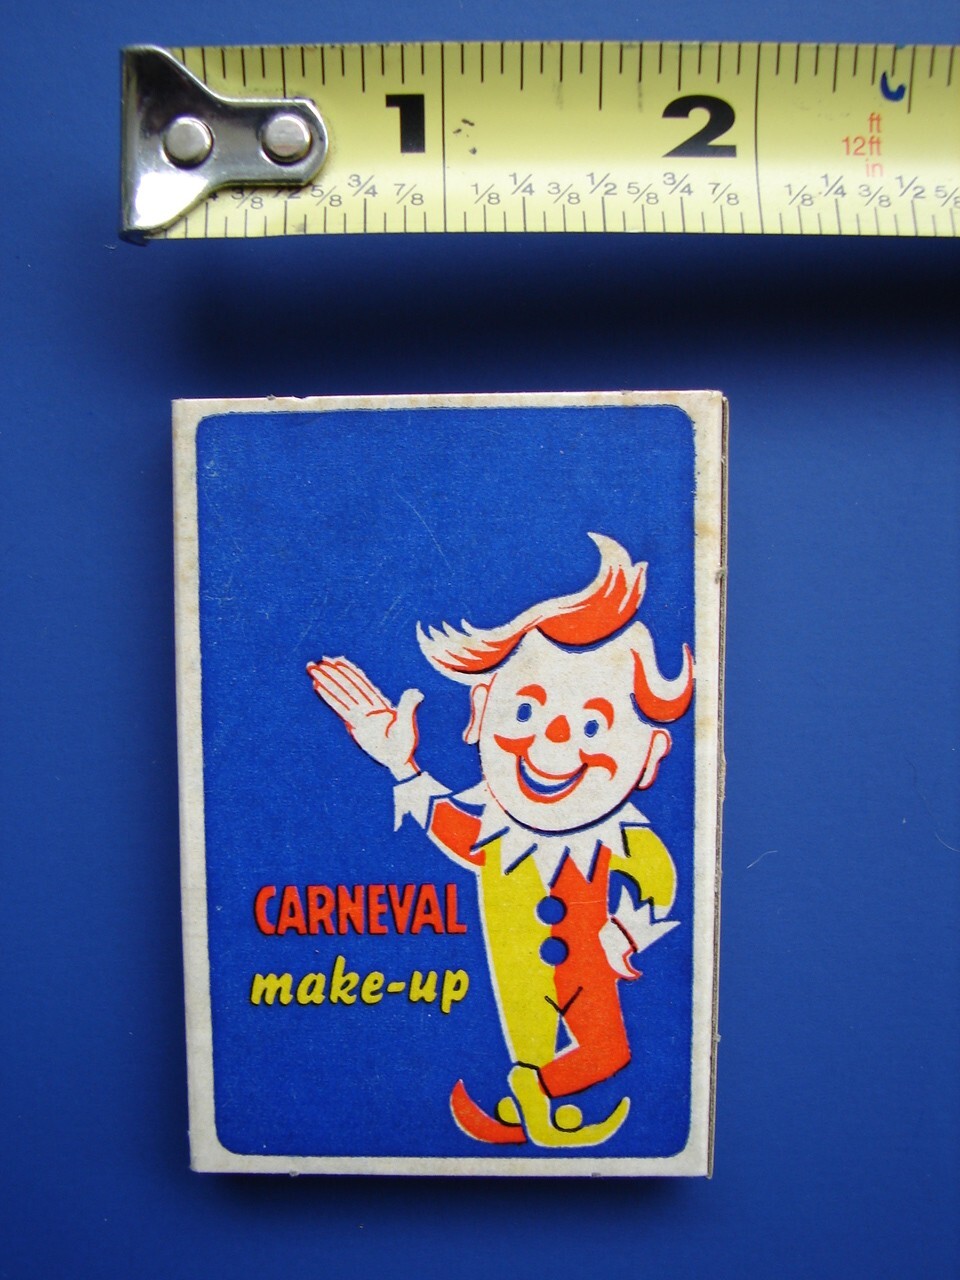 1 2
ft
12ft
in
3/8 1/2 5/8 3/4 7/8 1/8 1/4 3/8 1/2 5/8 3/4 7/8 1/8 1/4 3/8 1/2 5/8
CARNEVAL
make-up